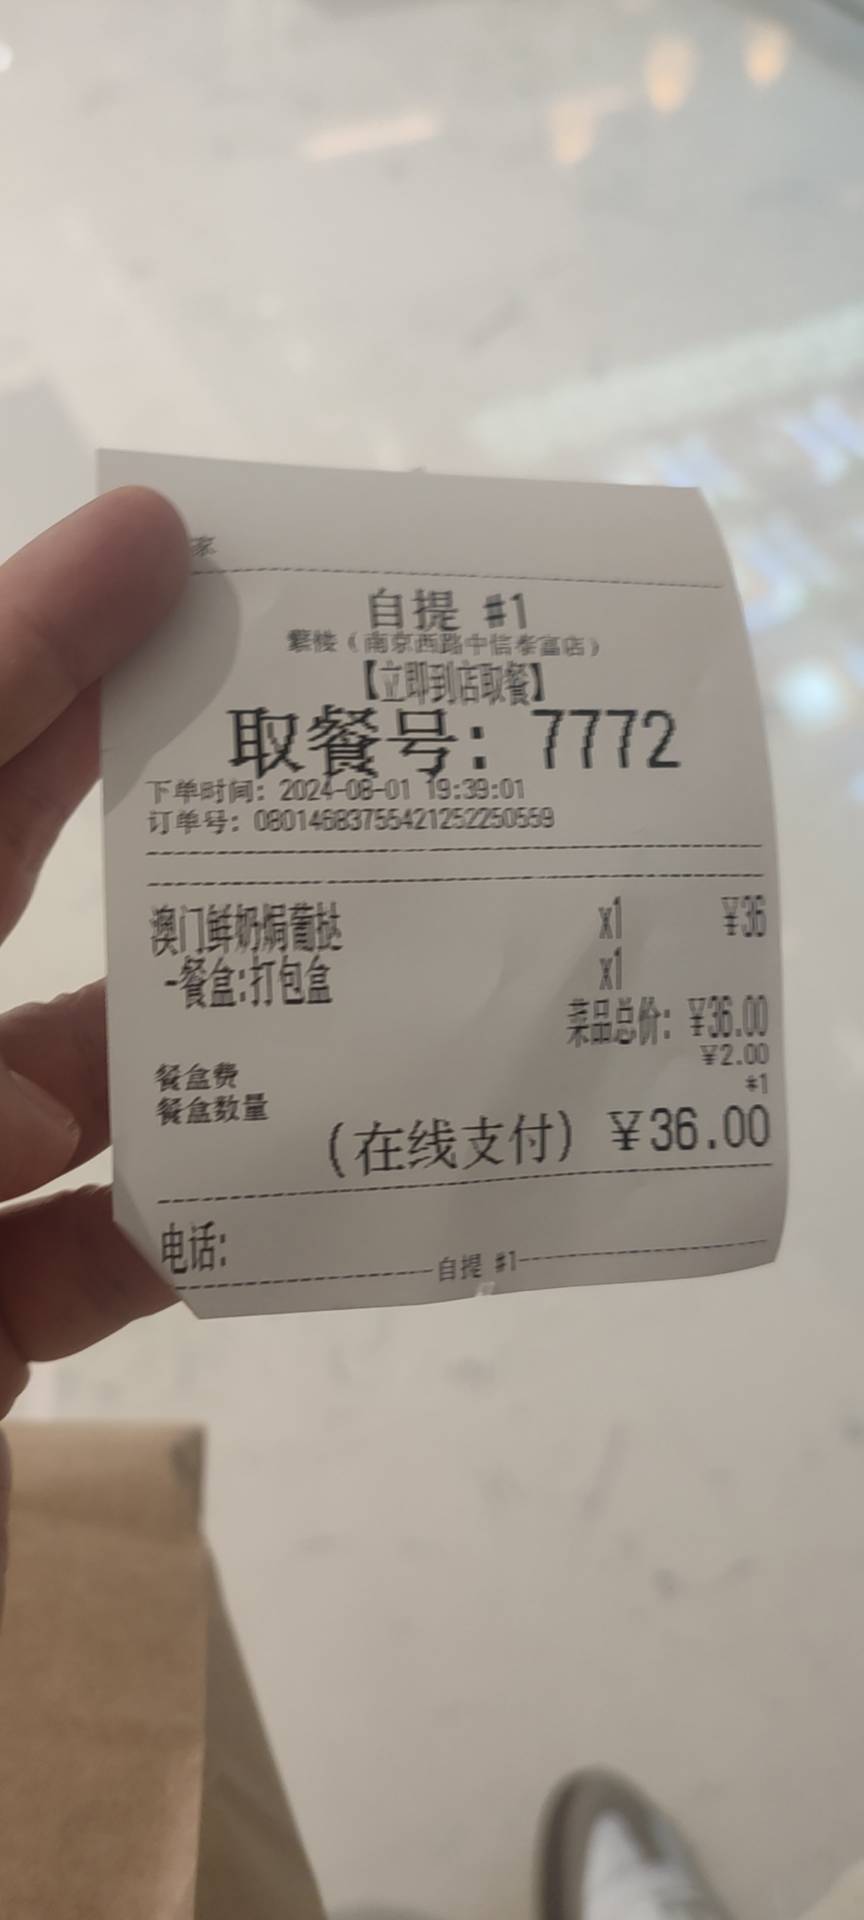 家
自提 #1
繁楼（南京西路中信泰富店）
【立即到店取餐】
取餐号：7772
下单时间：2024-08-01 19:39:01
订单号：080146837554212522250559
澳门鲜奶焗葡挞 x1 ¥36
-餐盒:打包盒 x1
菜品总价：¥36.00
餐盒费 ¥2.00
餐盒数量 *1
(在线支付) ¥36.00
电话：
自提 #1